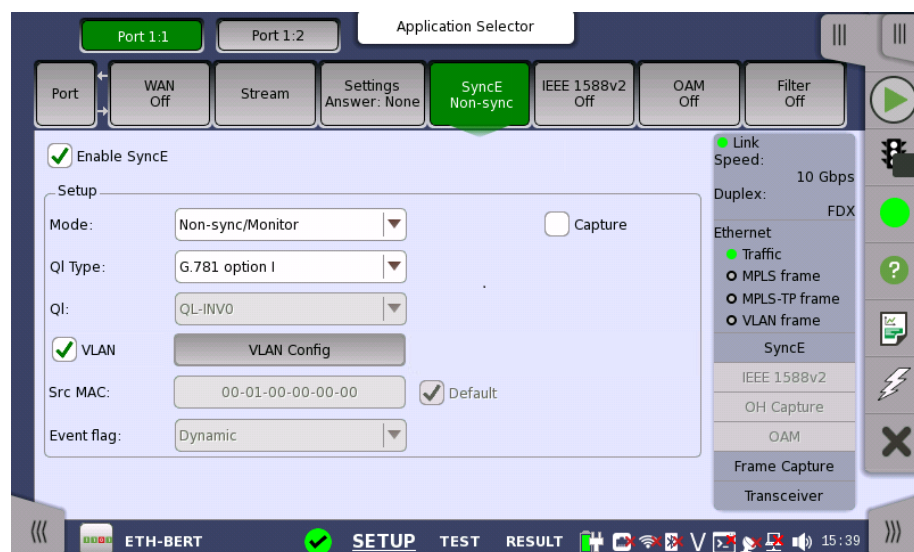 Application Selector
Port 1:1
Port 1:2
Port
WAN
Off
Stream
Settings
Answer: None
SyncE
Non-sync
IEEE 1588v2
Off
OAM
Off
Filter
Off
Enable SyncE
Setup
Mode:
Non-sync/Monitor
Capture
Ql Type:
G.781 option I
Ql:
QL-INV0
VLAN
VLAN Config
Src MAC:
00-01-00-00-00-00
Default
Event flag:
Dynamic
Link
Speed:
10 Gbps
Duplex:
FDX
Ethernet
Traffic
MPLS frame
MPLS-TP frame
VLAN frame
SyncE
IEEE 1588v2
OH Capture
OAM
Frame Capture
Transceiver
ETH-BERT
SETUP
TEST
RESULT
15:39